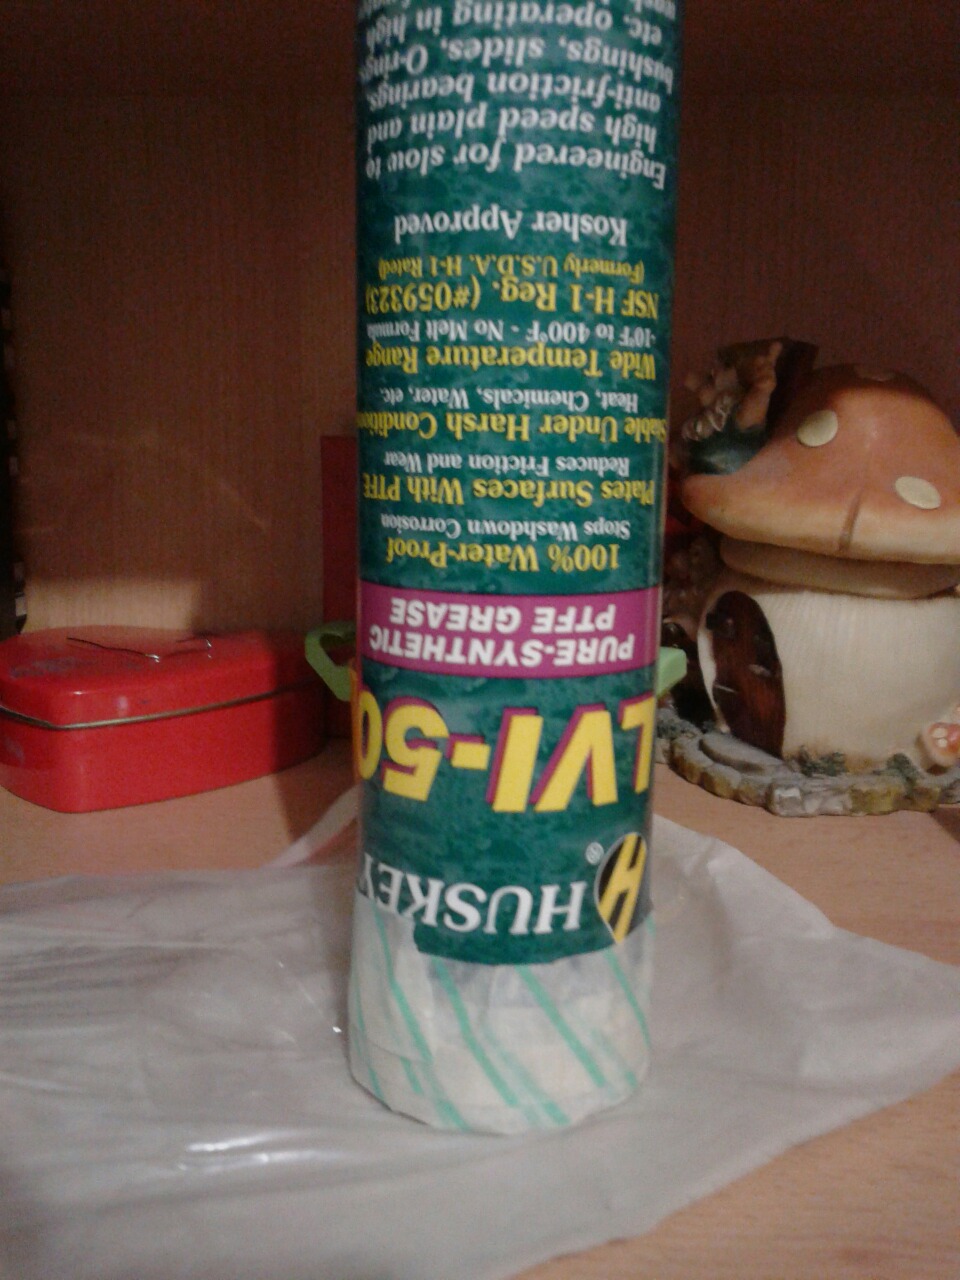 H HUSKEY
LVI-50
PURE-SYNTHETIC
PTFE GREASE
100% Water-Proof
Stops Washdown Corrosion
Plates Surfaces With PTFE
Reduces Friction and Wear
Stable Under Harsh Condition
Heat, Chemicals, Water, etc.
Wide Temperature Range
-10°F to 400°F - No Melt Formula
NSF H-1 Reg. (#059323)
(Formerly U.S.D.A. H-1 Rated)
Kosher Approved
Engineered for slow to
high speed plain and
anti-friction bearings,
bushings, slides, O-rings,
etc. operating in high